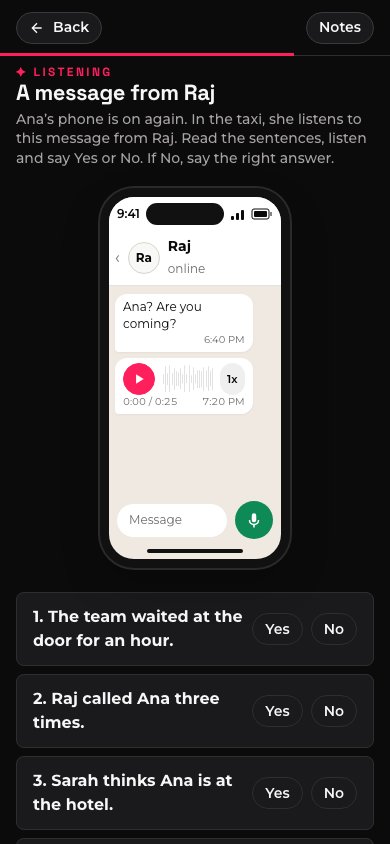 Back
Notes
LISTENING
A message from Raj
Ana's phone is on again. In the taxi, she listens to
this message from Raj. Read the sentences, listen
and say Yes or No. If No, say the right answer.
9:41
Ra
Raj
online
Ana? Are you
coming?
6:40 PM
1x
0:00 / 0:25
7:20 PM
Message
1. The team waited at the
door for an hour.
Yes
No
2. Raj called Ana three
times.
Yes
No
3. Sarah thinks Ana is at
the hotel.
Yes
No